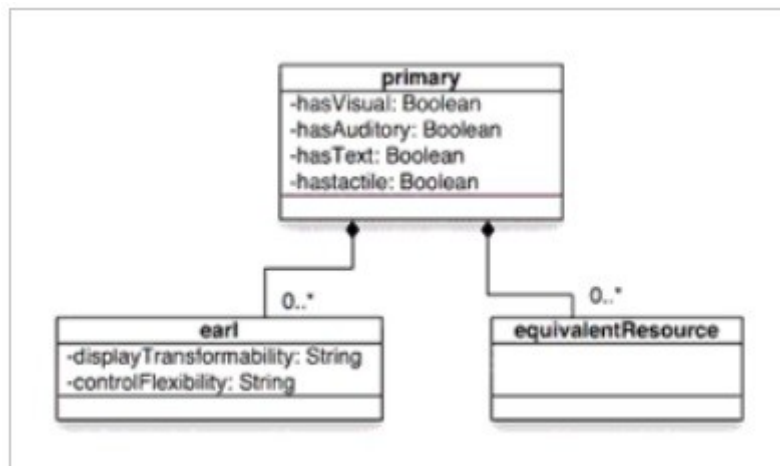 primary
-hasVisual: Boolean
-hasAuditory: Boolean
-hasText: Boolean
-hastactile: Boolean
0..*
0..*
earl
-displayTransformability: String
-controlFlexibility: String
equivalentResource